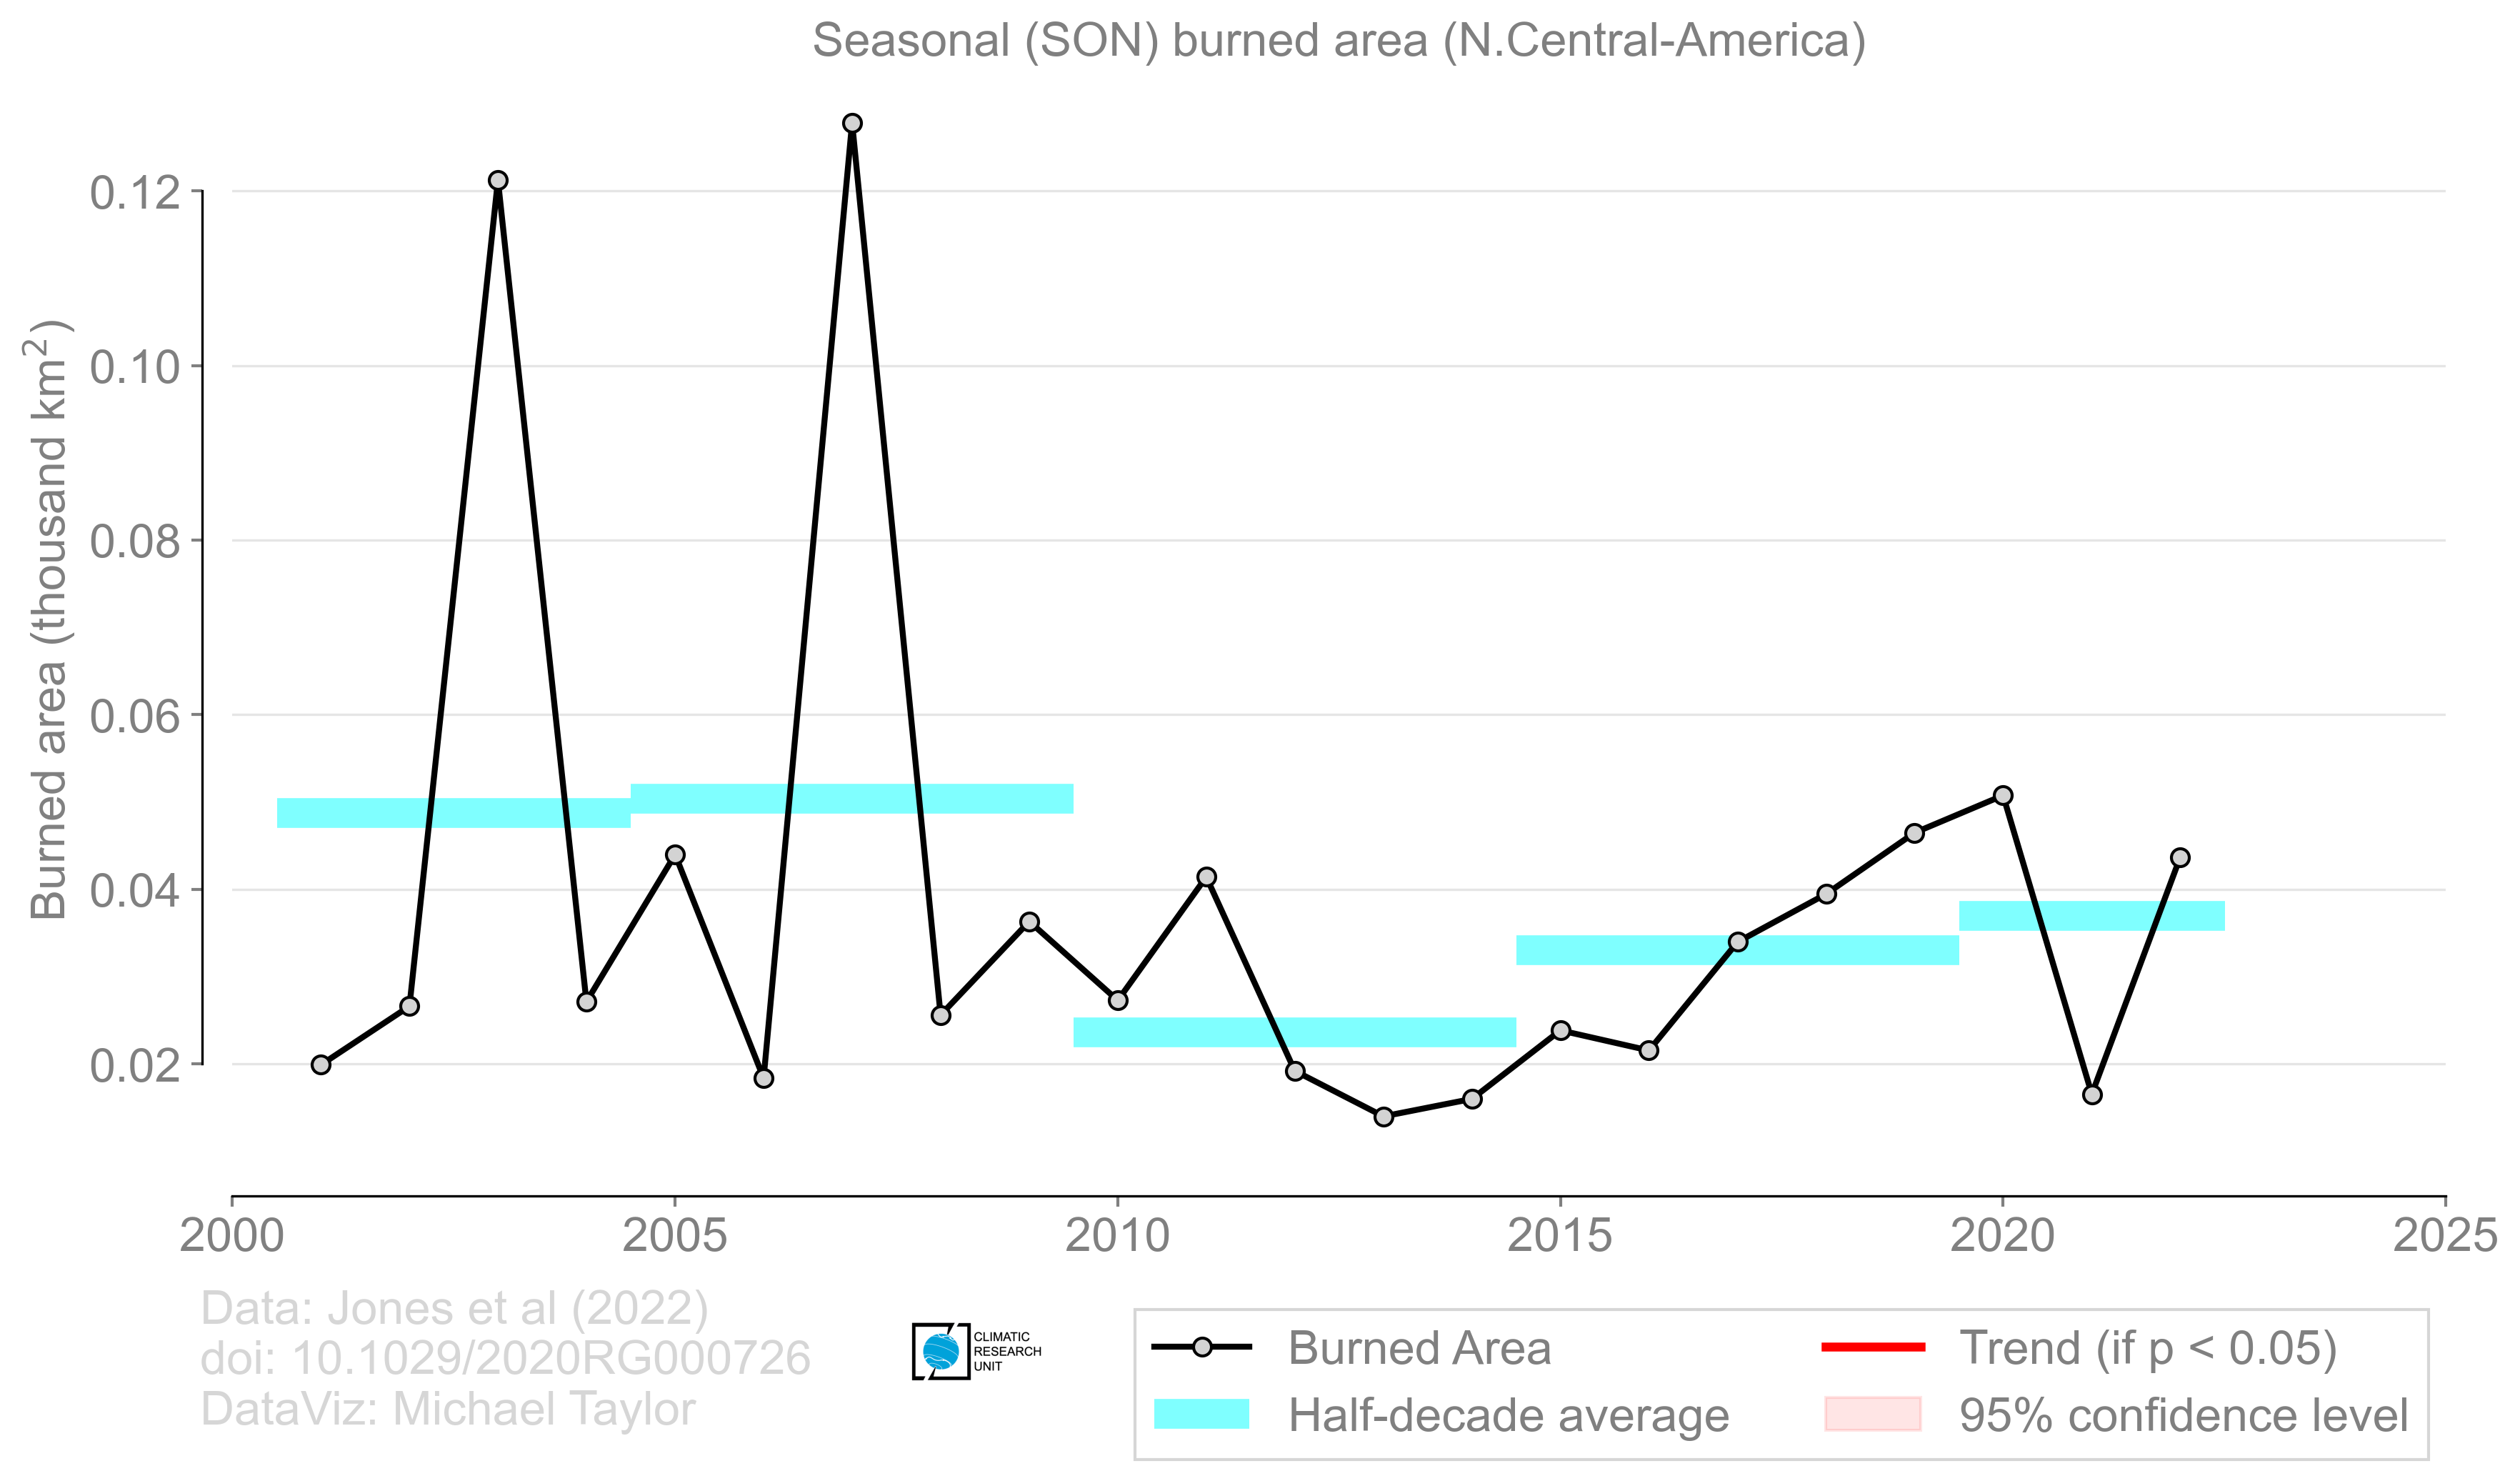 Seasonal (SON) burned area (N.Central-America)
Burned area (thousand km²)
0.12
0.10
0.08
0.06
0.04
0.02
2000
2005
2010
2015
2020
2025
Data: Jones et al (2022)
doi: 10.1029/2020RG000726
DataViz: Michael Taylor
CLIMATIC
RESEARCH
UNIT
Burned Area
Half-decade average
Trend (if p < 0.05)
95% confidence level